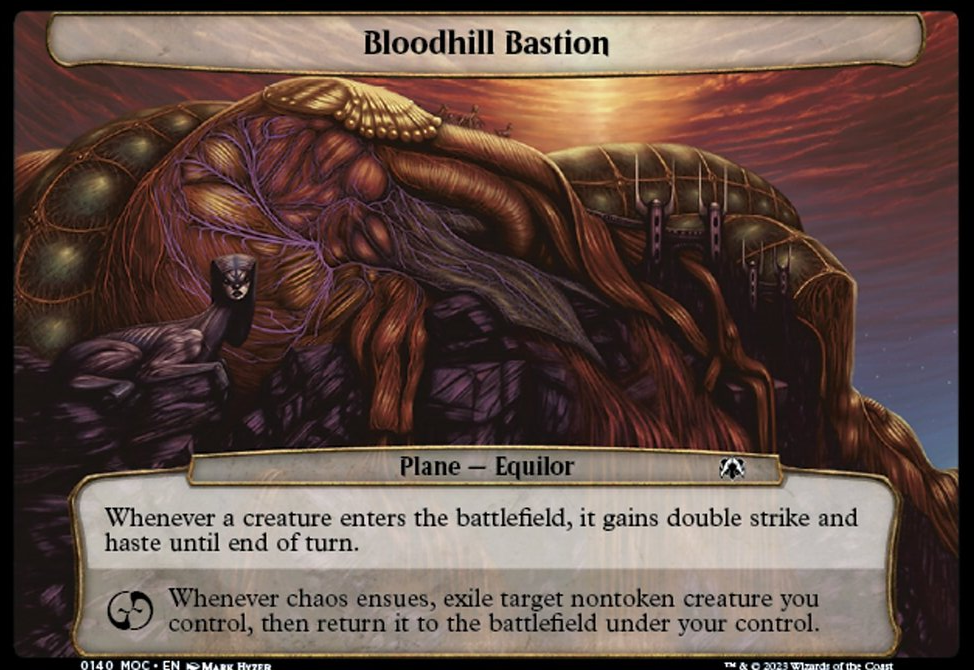 Bloodhill Bastion
Plane — Equilor
Whenever a creature enters the battlefield, it gains double strike and
haste until end of turn.
Whenever chaos ensues, exile target nontoken creature you
control, then return it to the battlefield under your control.
0140 MOC • EN MARK HYZER
™ & © 2023 Wizards of the Coast